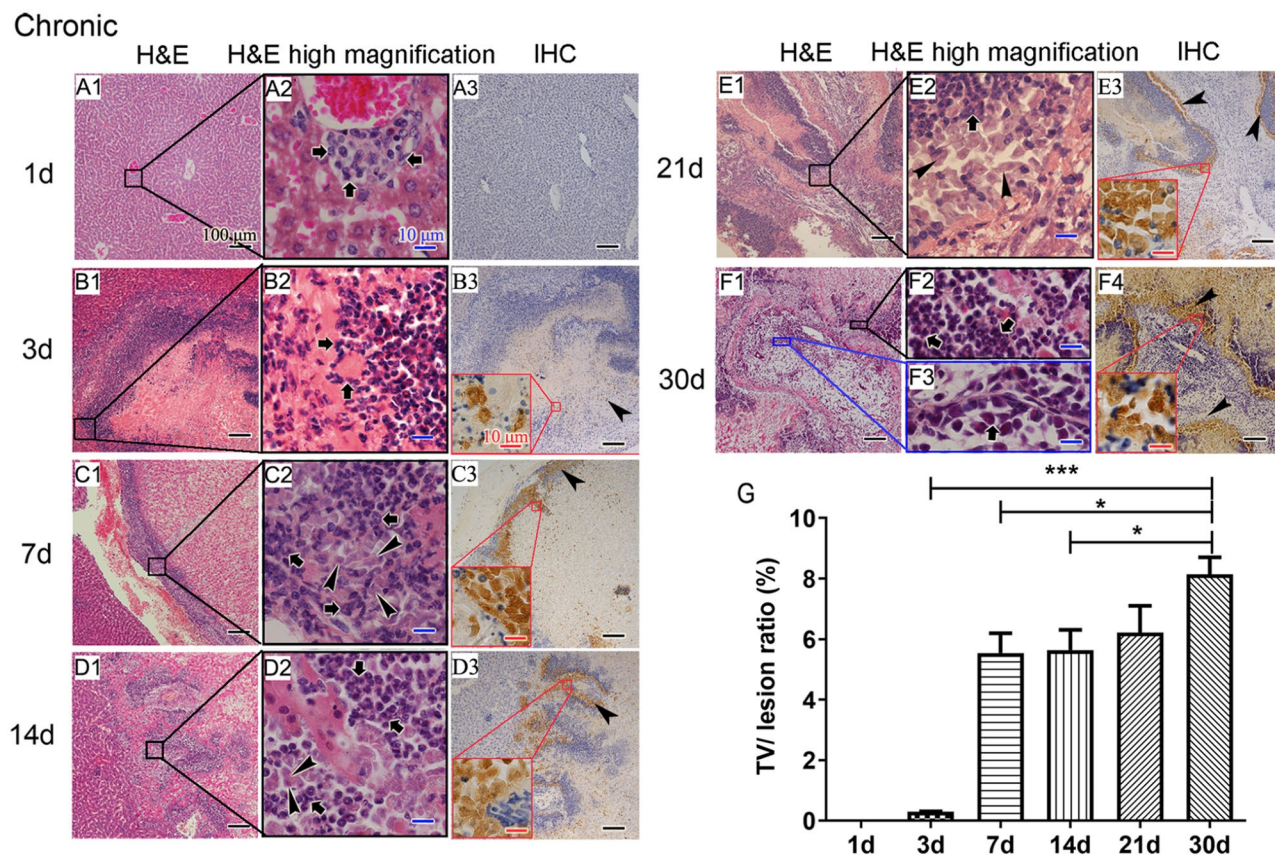 Chronic
H&E H&E high magnification IHC
1d
A1 A2 A3
100 μm 10 μm
3d
B1 B2 B3
10 μm
7d
C1 C2 C3
14d
D1 D2 D3
H&E H&E high magnification IHC
21d
E1 E2 E3
30d
F1 F2 F4
F3
G
***
*
*
TV/ lesion ratio (%)
10
8
6
4
2
0
1d 3d 7d 14d 21d 30d